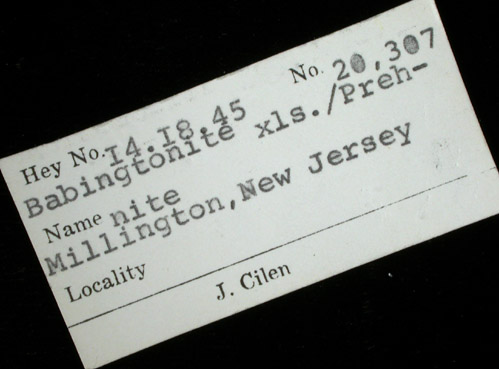 Hey No. 14.18.45 No. 20,307
Babingtonite xls./Preh-
Name nite
Millington,New Jersey
Locality
J. Cilen